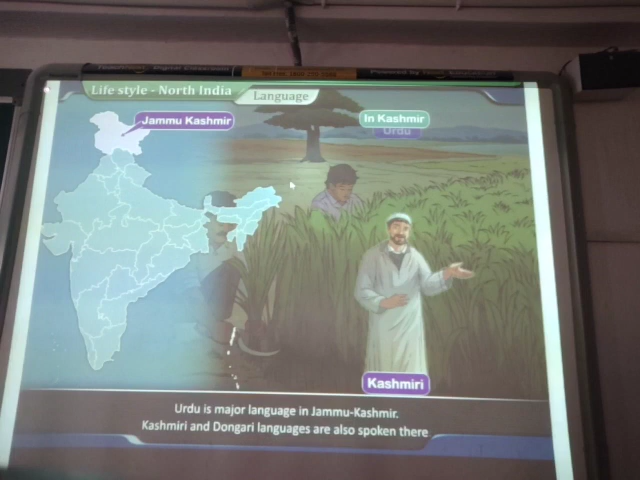 Life style - North India
Language
Jammu Kashmir
In Kashmir
Urdu
Kashmiri
Urdu is major language in Jammu-Kashmir.
Kashmiri and Dongari languages are also spoken there